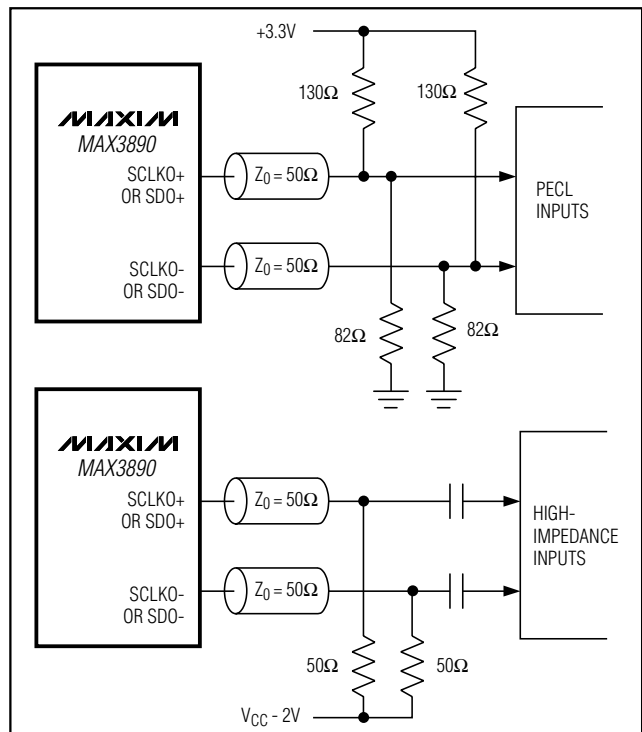 +3.3V
130Ω
130Ω
MAXIM
MAX3890
SCLKO+
OR SDO+
Z0 = 50Ω
PECL
INPUTS
SCLKO-
OR SDO-
Z0 = 50Ω
82Ω
82Ω
MAXIM
MAX3890
SCLKO+
OR SDO+
Z0 = 50Ω
HIGH-
IMPEDANCE
INPUTS
SCLKO-
OR SDO-
Z0 = 50Ω
50Ω
50Ω
VCC - 2V